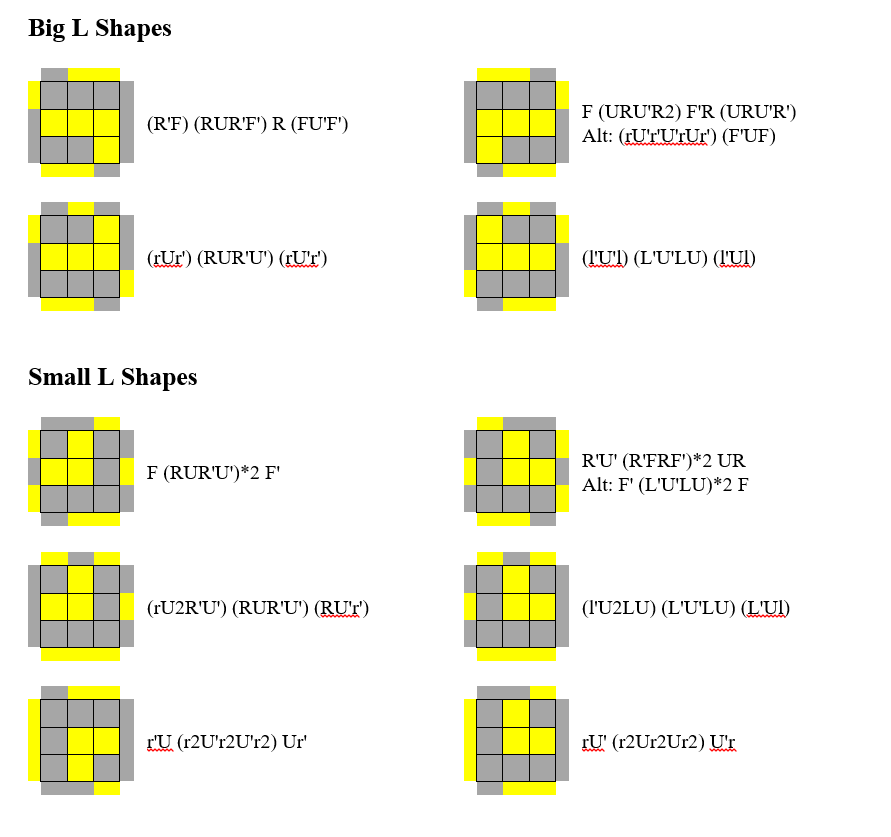 Big L Shapes
(R'F) (RUR'F') R (FU'F')
F (URU'R2) F'R (URU'R')
Alt: (rU'r'U'rUr') (F'UF)
(rUr') (RUR'U') (rU'r')
(l'U'l) (L'U'LU) (l'Ul)
Small L Shapes
F (RUR'U')*2 F'
R'U' (R'FRF')*2 UR
Alt: F' (L'U'LU)*2 F
(rU2R'U') (RUR'U') (RU'r')
(l'U2LU) (L'U'LU) (L'Ul)
r'U (r2U'r2U'r2) Ur'
rU' (r2Ur2Ur2) U'r